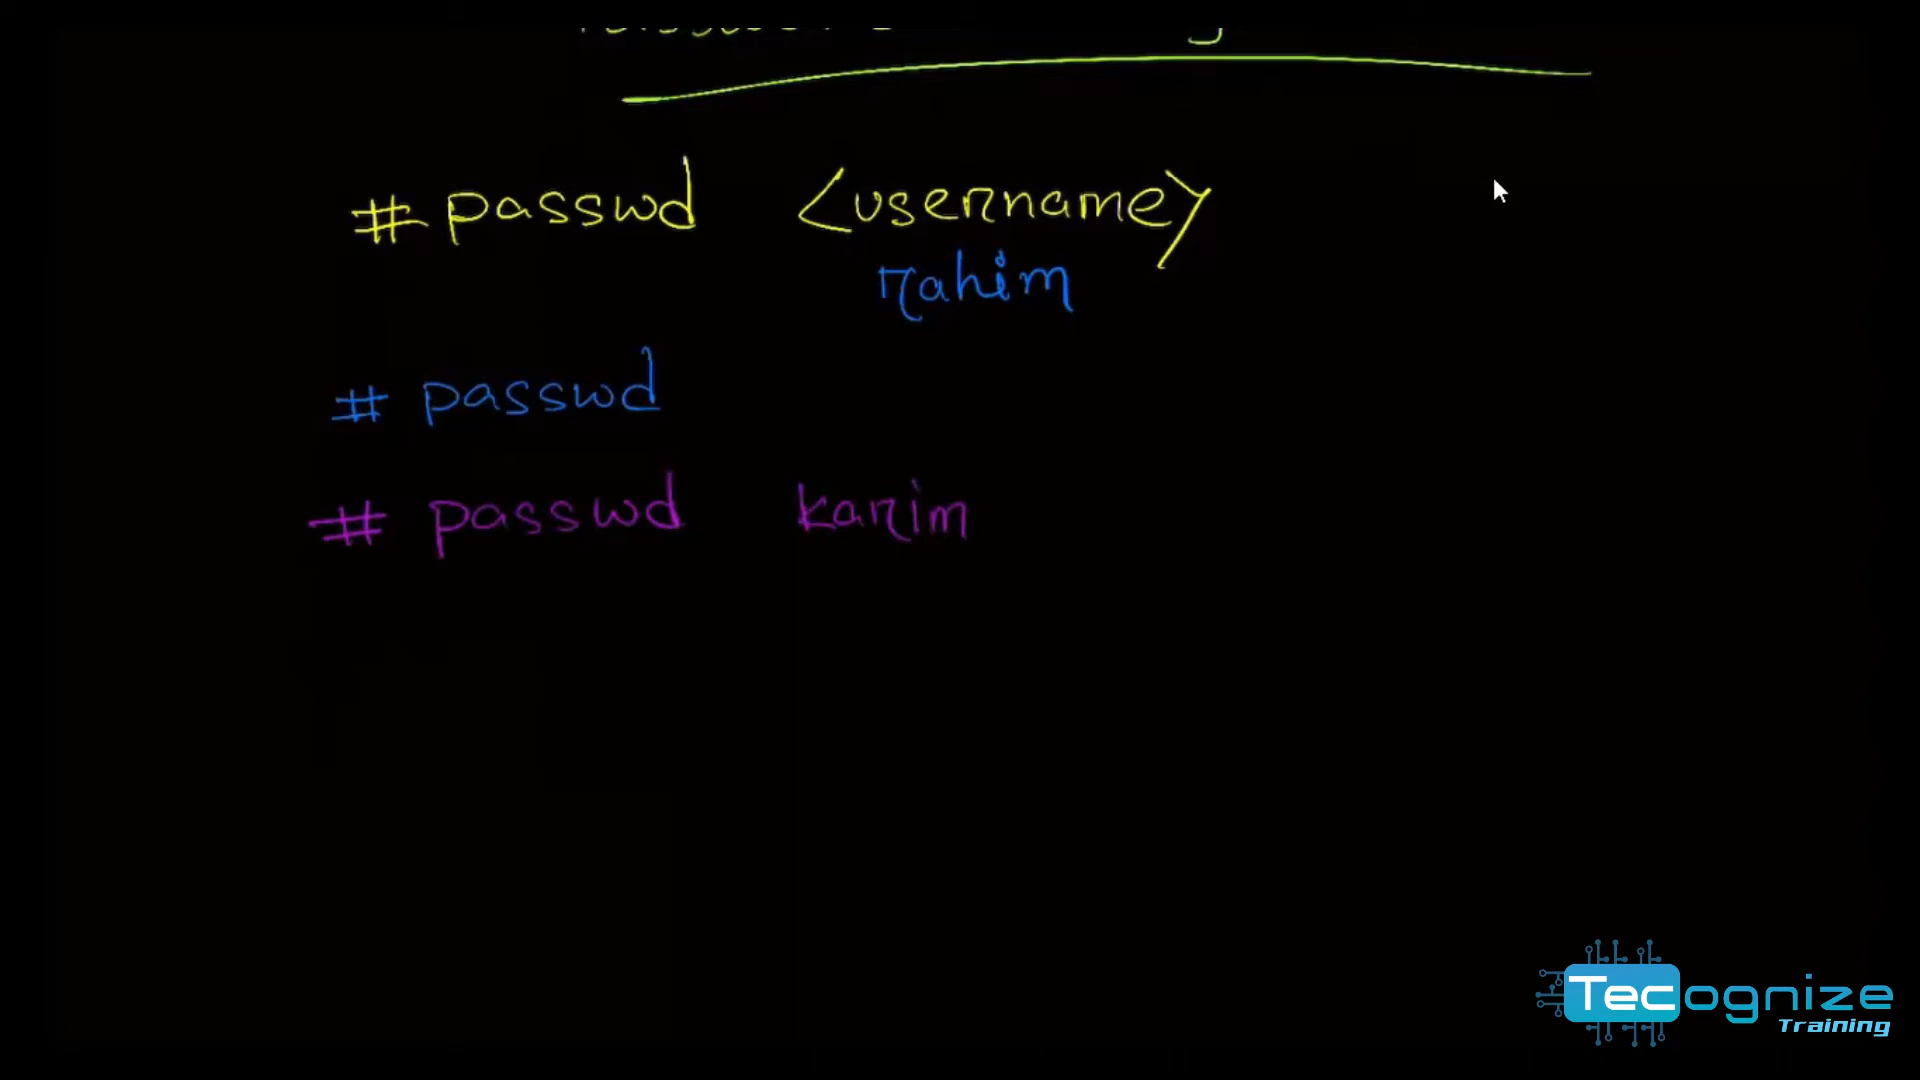 # passwd <username>
rahim
# passwd
# passwd karim
Tecognize
Training